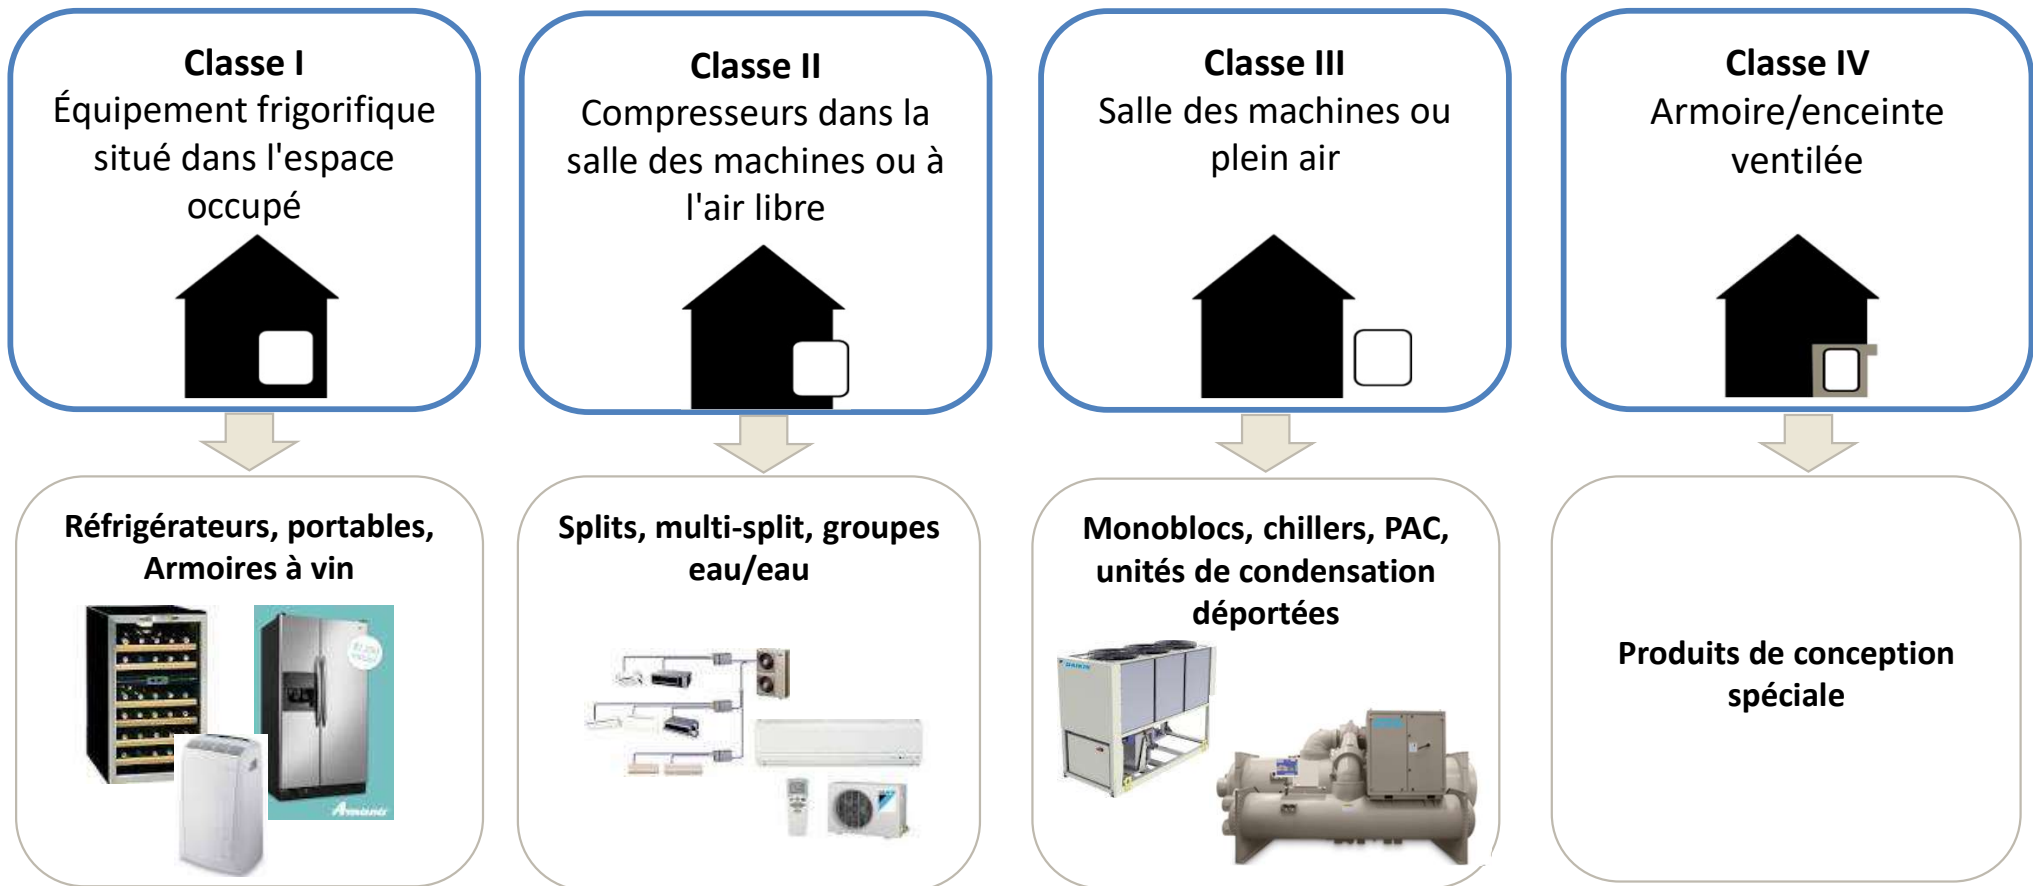 Classe I
Équipement frigorifique
situé dans l'espace
occupé
Classe II
Compresseurs dans la
salle des machines ou à
l'air libre
Classe III
Salle des machines ou
plein air
Classe IV
Armoire/enceinte
ventilée
Réfrigérateurs, portables,
Armoires à vin
Amana
Splits, multi-split, groupes
eau/eau
Monoblocs, chillers, PAC,
unités de condensation
déportées
DAIKIN
Produits de conception
spéciale